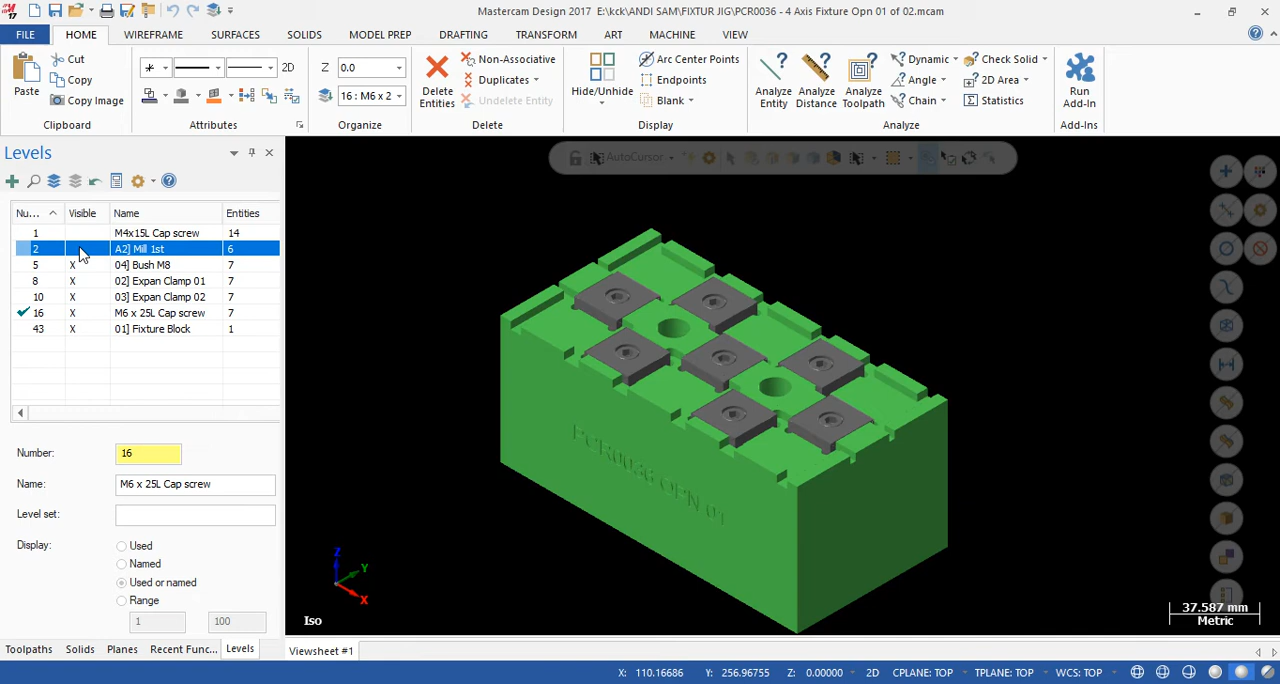 Mastercam Design 2017  E:\kck\ANDI SAM\FIXTUR JIG\PCR0036 - 4 Axis Fixture Opn 01 of 02.mcam
17
FILE HOME WIREFRAME SURFACES SOLIDS MODEL PREP DRAFTING TRANSFORM ART MACHINE VIEW
Paste
Cut
Copy
Copy Image
Clipboard
2D
Attributes
Z 0.0
16 : M6 x 2
Organize
Delete Entities
Non-Associative
Duplicates
Undelete Entity
Delete
Hide/Unhide
Arc Center Points
Endpoints
Blank
Display
Analyze Entity
Analyze Distance
Analyze Toolpath
Dynamic
Angle
Chain
Check Solid
2D Area
Statistics
Analyze
Run Add-In
Add-Ins
Levels
AutoCursor
Nu... Visible Name Entities
1 M4x15L Cap screw 14
2 A2] Mill 1st 6
5 X 04] Bush M8 7
8 X 02] Expan Clamp 01 7
10 X 03] Expan Clamp 02 7
16 X M6 x 25L Cap screw 7
43 X 01] Fixture Block 1
PCR0036 OPN 01
Number: 16
Name: M6 x 25L Cap screw
Level set:
Display:
Used
Named
Used or named
Range
1 100
Z
Y
X
Iso
37.587 mm
Metric
Toolpaths Solids Planes Recent Func... Levels
Viewsheet #1
X: 110.16686 Y: 256.96755 Z: 0.00000 2D CPLANE: TOP TPLANE: TOP WCS: TOP